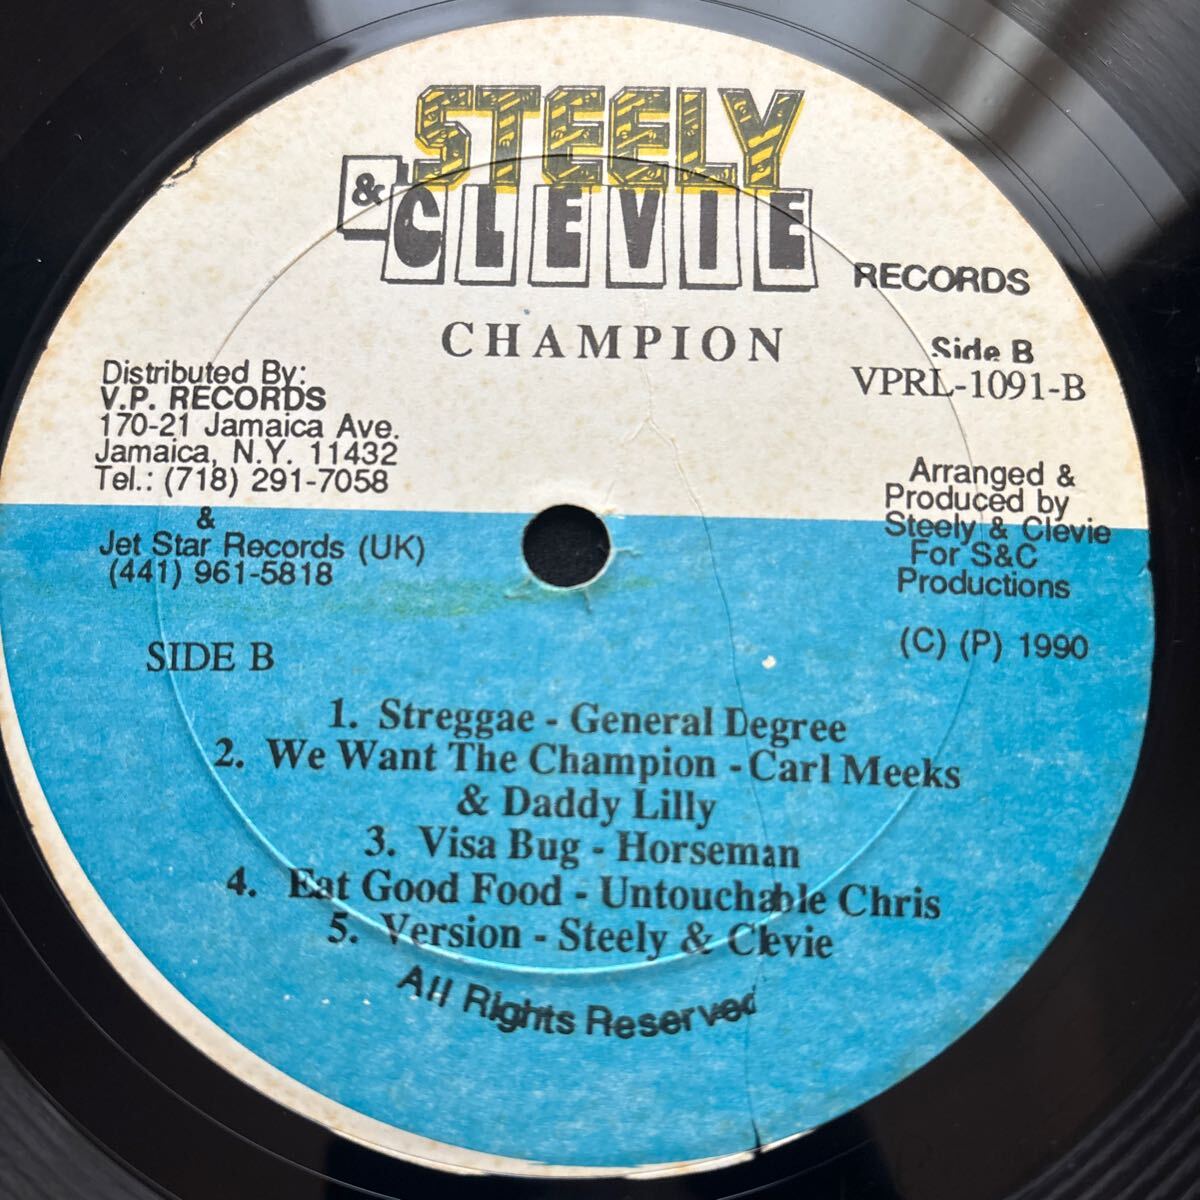 STEELY
& CLEVIE
RECORDS
CHAMPION
Side B
VPRL-1091-B
Distributed By:
V.P. RECORDS
170-21 Jamaica Ave.
Jamaica, N.Y. 11432
Tel.: (718) 291-7058
&
Jet Star Records (UK)
(441) 961-5818
Arranged &
Produced by
Steely & Clevie
For S&C
Productions
(C) (P) 1990
SIDE B
1. Streggae - General Degree
2. We Want The Champion - Carl Meeks
& Daddy Lilly
3. Visa Bug - Horseman
4. Eat Good Food - Untouchable Chris
5. Version - Steely & Clevie
All Rights Reserved